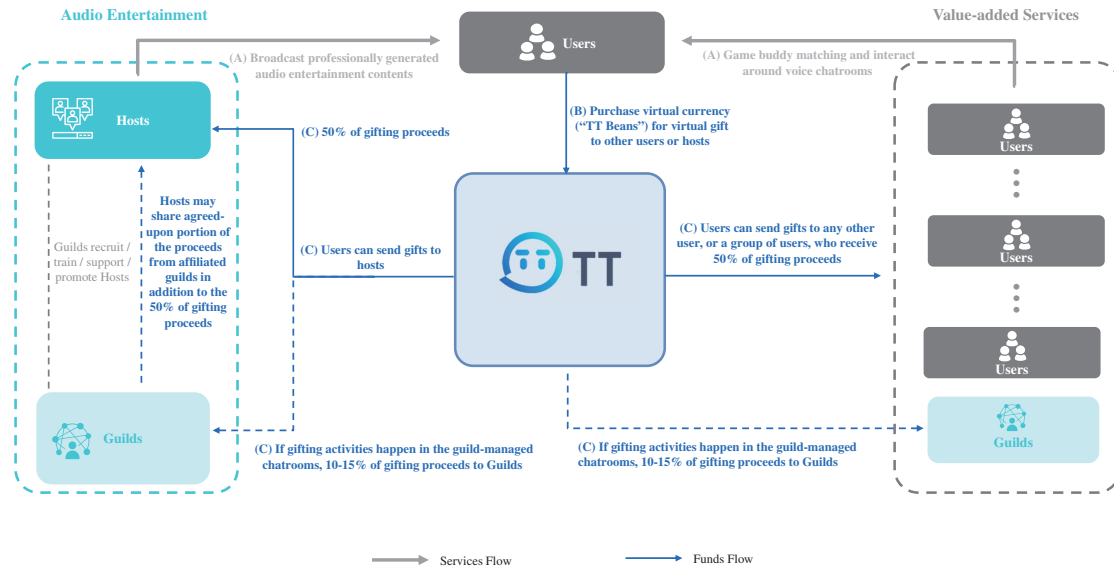 Audio Entertainment
Value-added Services
Users
(A) Broadcast professionally generated
audio entertainment contents
(A) Game buddy matching and interact
around voice chatrooms
Hosts
(C) 50% of gifting proceeds
(B) Purchase virtual currency
(“TT Beans”) for virtual gift
to other users or hosts
Users
Hosts may
share agreed-
upon portion of
the proceeds
from affiliated
guilds in
addition to the
50% of gifting
proceeds
Guilds recruit /
train / support /
promote Hosts
(C) Users can send gifts to
hosts
TT
(C) Users can send gifts to any other
user, or a group of users, who receive
50% of gifting proceeds
Users
Users
Guilds
Guilds
(C) If gifting activities happen in the guild-managed
chatrooms, 10-15% of gifting proceeds to Guilds
(C) If gifting activities happen in the guild-managed
chatrooms, 10-15% of gifting proceeds to Guilds
Services Flow
Funds Flow